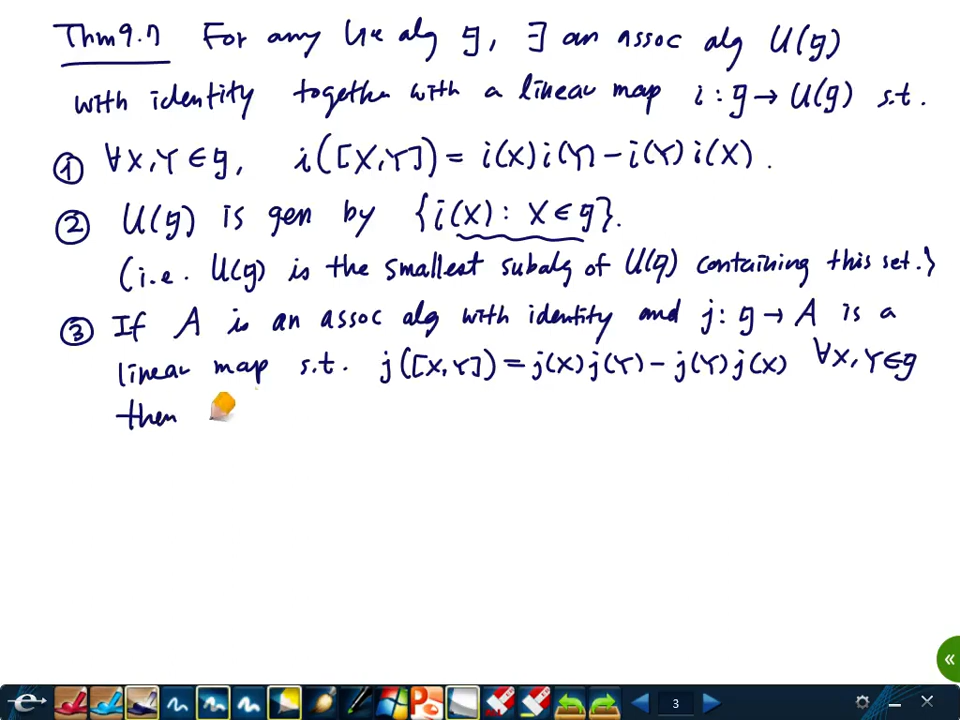 Thm 9.7 For any Lie alg 𝔤, ∃ an assoc alg U(𝔤)
with identity together with a linear map i : 𝔤 → U(𝔤) s.t.
① ∀X,Y ∈ 𝔤, i([X,Y]) = i(X)i(Y) − i(Y)i(X).
② U(𝔤) is gen by {i(X) : X ∈ 𝔤}.
(i.e. U(𝔤) is the smallest subalg of U(𝔤) containing this set.)
③ If A is an assoc alg with identity and j : 𝔤 → A is a
linear map s.t. j([X,Y]) = j(X)j(Y) − j(Y)j(X) ∀X,Y∈𝔤
then
3